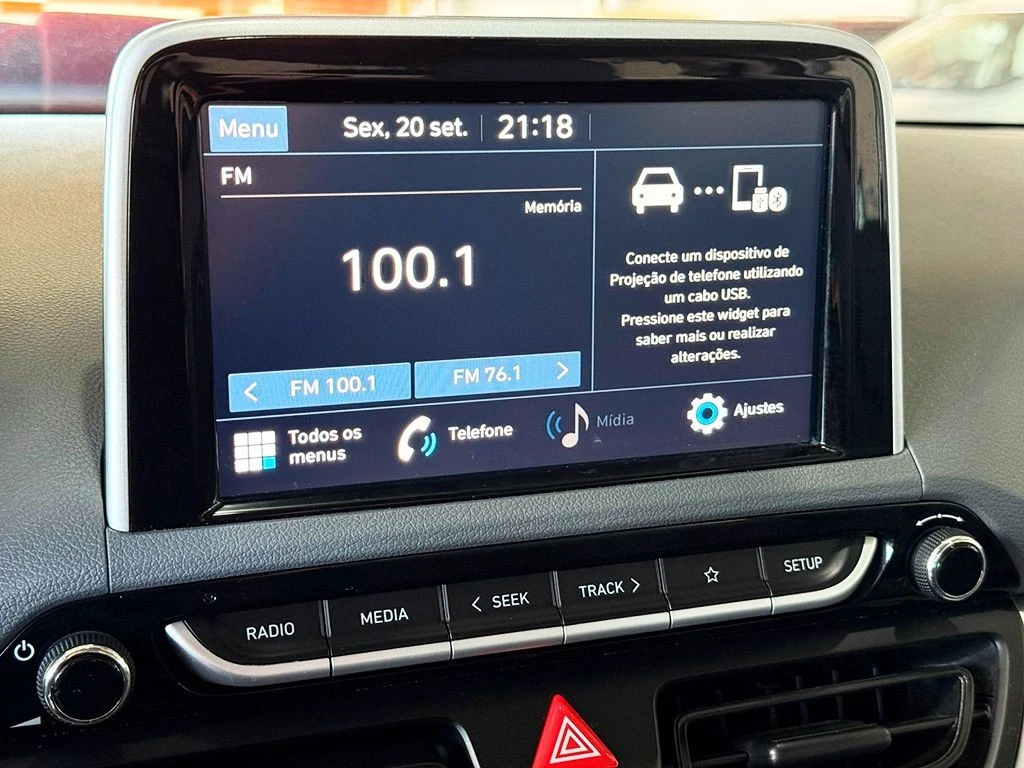 Menu
Sex, 20 set.
21:18
FM
Memória
100.1
FM 100.1
FM 76.1
Conecte um dispositivo de
Projeção de telefone utilizando
um cabo USB.
Pressione este widget para
saber mais ou realizar
alterações.
Todos os
menus
Telefone
Mídia
Ajustes
RADIO
MEDIA
< SEEK
TRACK >
SETUP